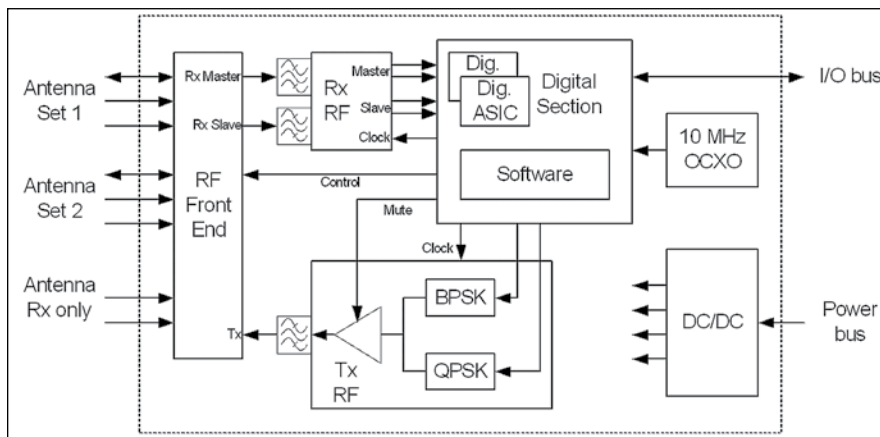 Antenna
Set 1
Antenna
Set 2
Antenna
Rx only
Rx Master
Rx Slave
RF
Front
End
Tx
Rx
RF
Master
Slave
Clock
Dig.
Dig.
ASIC
Digital
Section
Software
Control
Mute
Clock
BPSK
QPSK
Tx
RF
I/O bus
10 MHz
OCXO
DC/DC
Power
bus